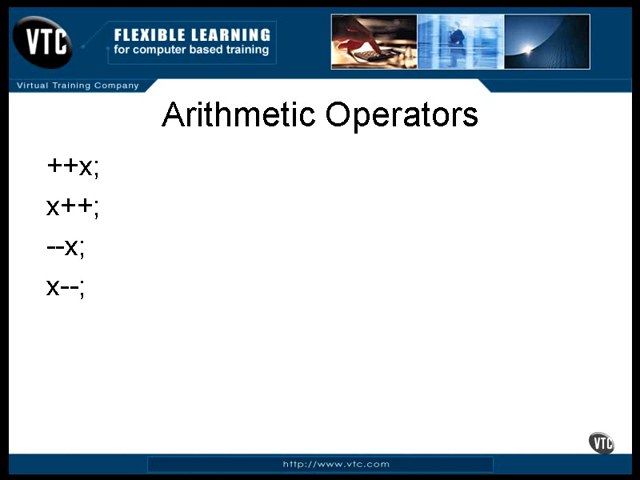 VTC
FLEXIBLE LEARNING
for computer based training
Virtual Training Company
Arithmetic Operators
++x;
x++;
--x;
x--;
VTC
http://www.vtc.com